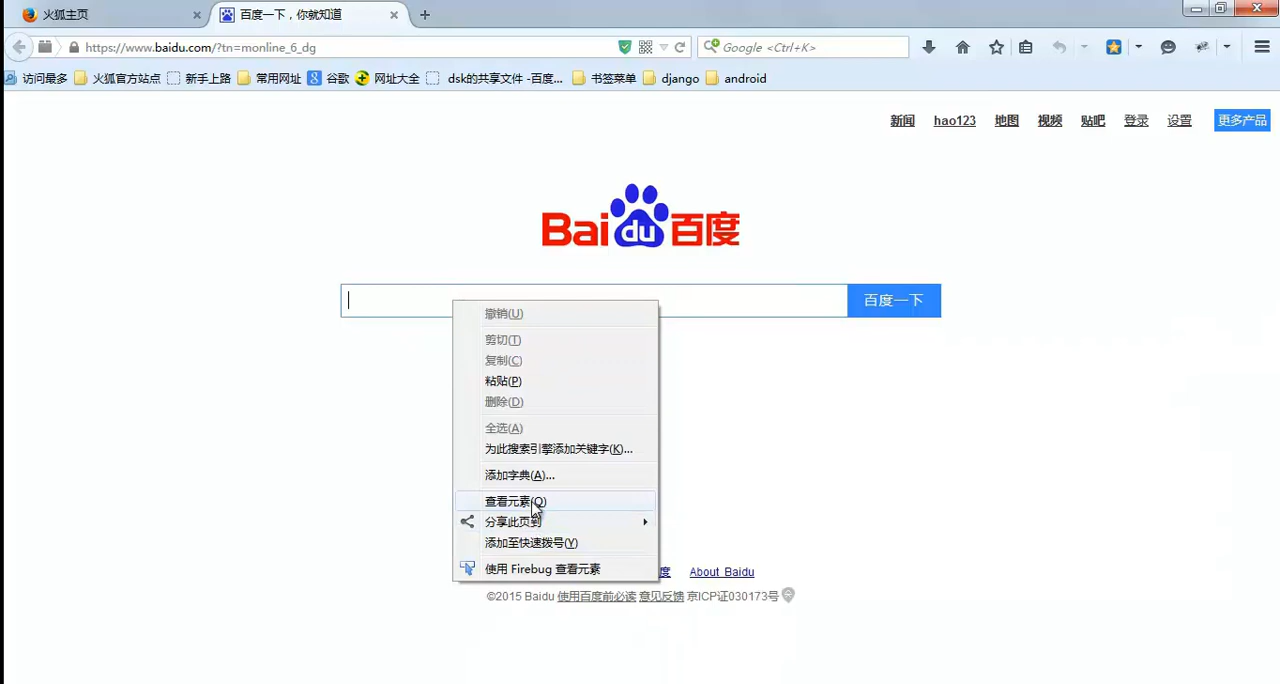 火狐主页
百度一下，你就知道
https://www.baidu.com/?tn=monline_6_dg
Google <Ctrl+K>
访问最多 火狐官方站点 新手上路 常用网址 谷歌 网址大全 dsk的共享文件 -百度... 书签菜单 django android
新闻 hao123 地图 视频 贴吧 登录 设置 更多产品
Bai du 百度
百度一下
撤销(U)
剪切(T)
复制(C)
粘贴(P)
删除(D)
全选(A)
为此搜索引擎添加关键字(K)...
添加字典(A)...
查看元素(Q)
分享此页到
添加至快速拨号(Y)
使用 Firebug 查看元素
度 About Baidu
©2015 Baidu 使用百度前必读 意见反馈 京ICP证030173号